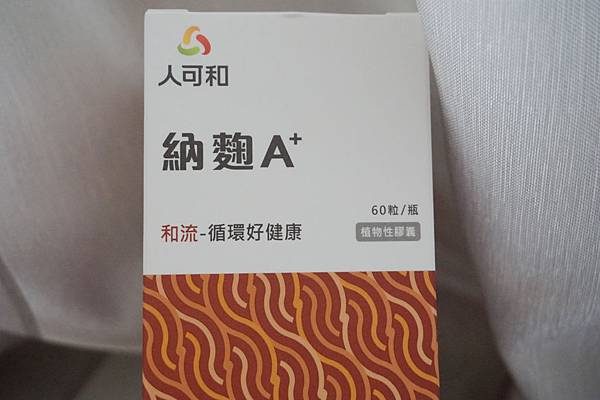 人可和
納麴A+
60粒/瓶
和流-循環好健康
植物性膠囊